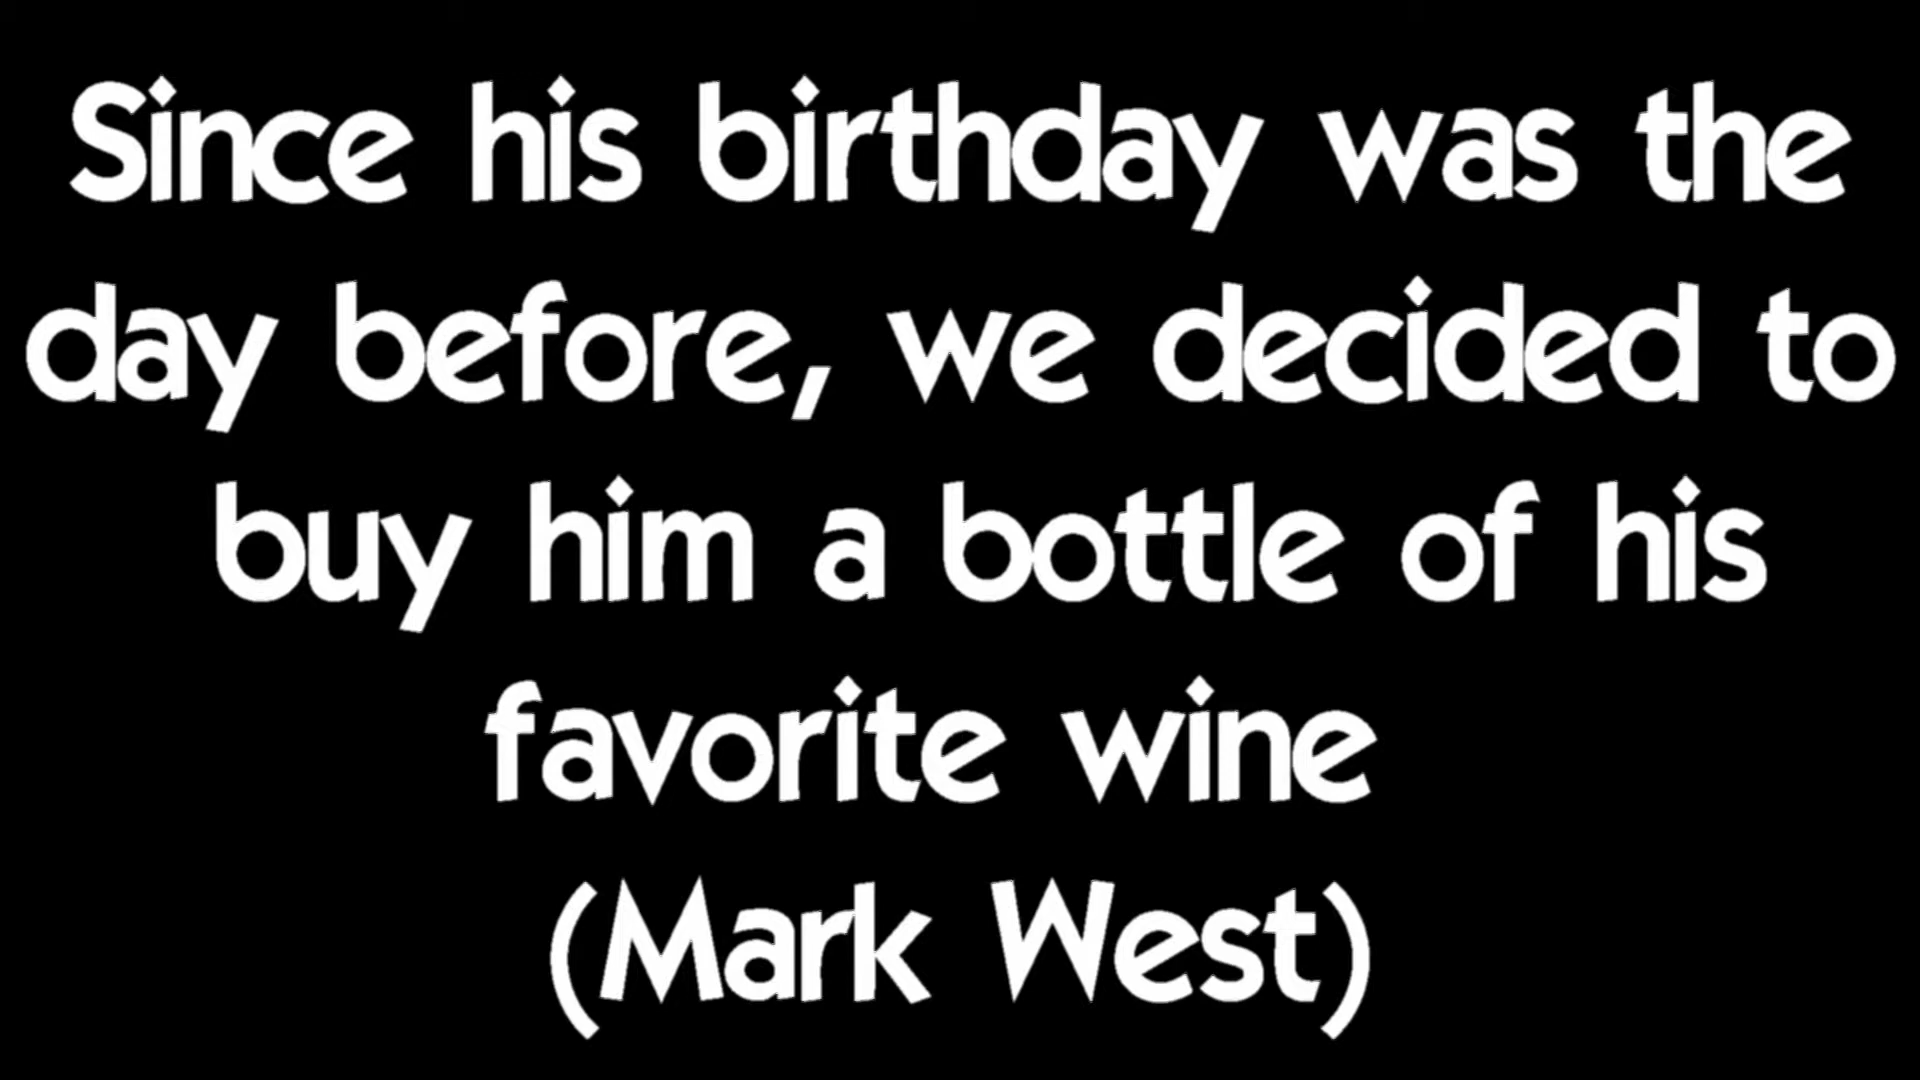 Since his birthday was the
day before, we decided to
buy him a bottle of his
favorite wine
(Mark West)